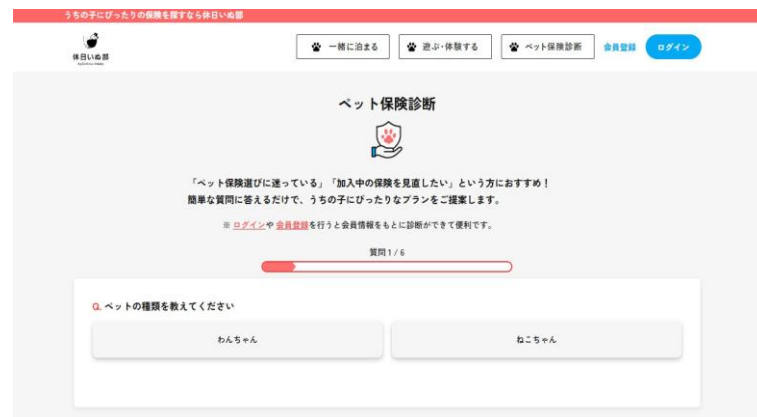 うちの子にぴったりの保険を探すなら休日いぬ部
休日いぬ部
一緒に泊まる
遊ぶ・体験する
ペット保険診断
会員登録
ログイン
ペット保険診断
「ペット保険選びに迷っている」「加入中の保険を見直したい」という方におすすめ！
簡単な質問に答えるだけで、うちの子にぴったりなプランをご提案します。
※ ログインや 会員登録を行うと会員情報をもとに診断ができて便利です。
質問1 / 6
Q. ペットの種類を教えてください
わんちゃん
ねこちゃん